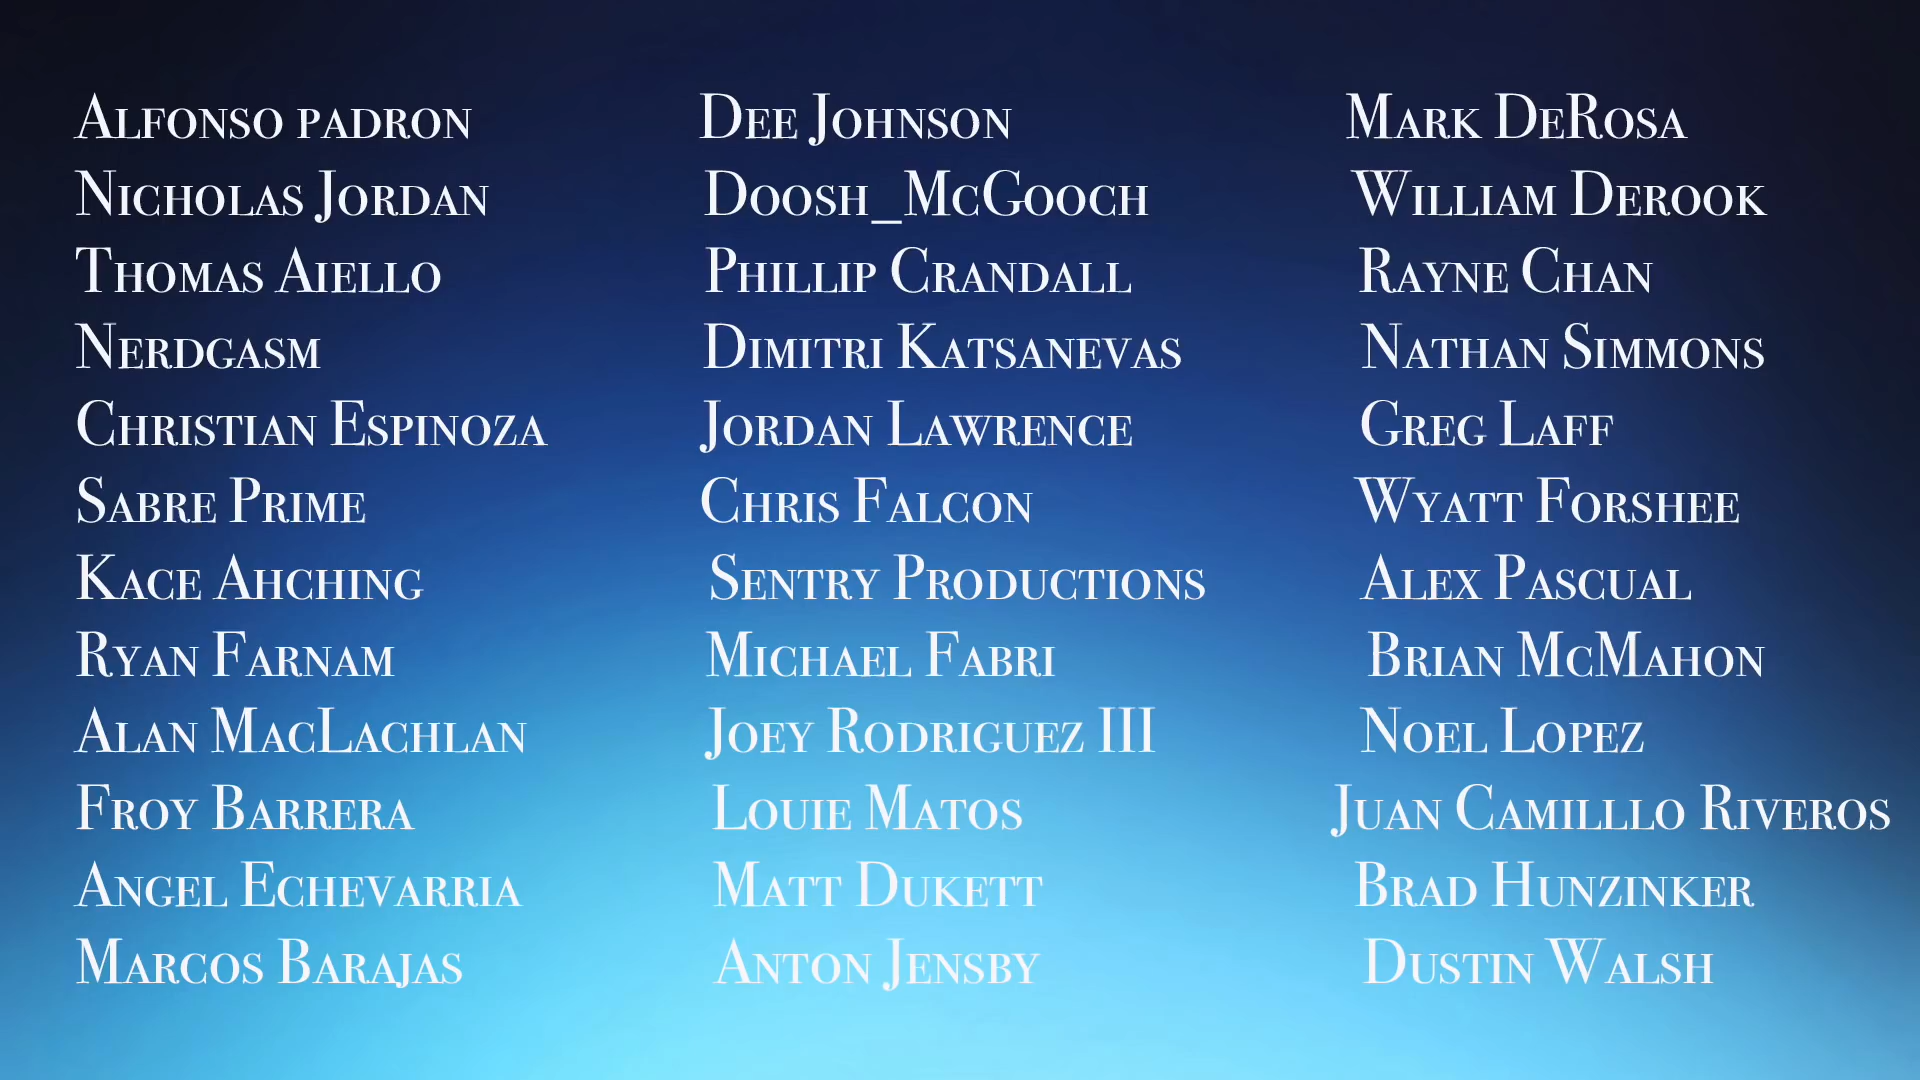 Alfonso padron
Nicholas Jordan
Thomas Aiello
Nerdgasm
Christian Espinoza
Sabre Prime
Kace Ahching
Ryan Farnam
Alan MacLachlan
Froy Barrera
Angel Echevarria
Marcos Barajas
Dee Johnson
Doosh_McGooch
Phillip Crandall
Dimitri Katsanevas
Jordan Lawrence
Chris Falcon
Sentry Productions
Michael Fabri
Joey Rodriguez III
Louie Matos
Matt Dukett
Anton Jensby
Mark DeRosa
William Derook
Rayne Chan
Nathan Simmons
Greg Laff
Wyatt Forshee
Alex Pascual
Brian McMahon
Noel Lopez
Juan Camilllo Riveros
Brad Hunzinker
Dustin Walsh